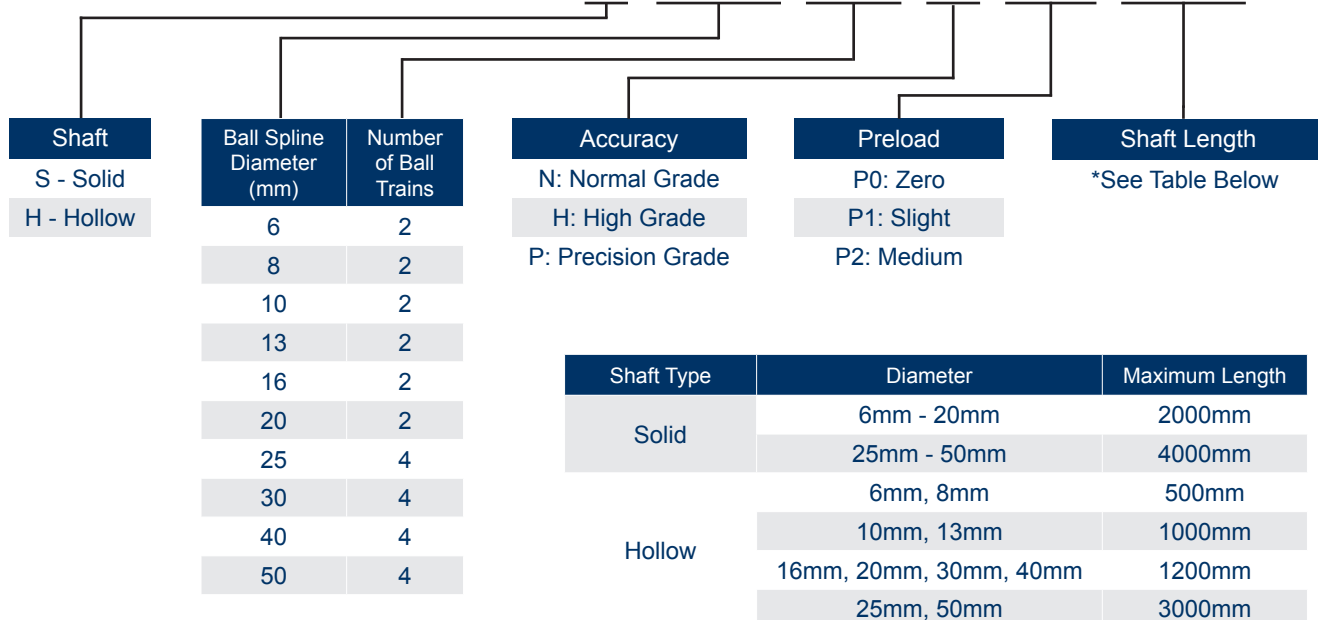 Shaft
S - Solid
H - Hollow
Ball Spline
Diameter
(mm)
Number
of Ball
Trains
6 2
8 2
10 2
13 2
16 2
20 2
25 4
30 4
40 4
50 4
Accuracy
N: Normal Grade
H: High Grade
P: Precision Grade
Preload
P0: Zero
P1: Slight
P2: Medium
Shaft Length
*See Table Below
Shaft Type Diameter Maximum Length
Solid
6mm - 20mm 2000mm
25mm - 50mm 4000mm
Hollow
6mm, 8mm 500mm
10mm, 13mm 1000mm
16mm, 20mm, 30mm, 40mm 1200mm
25mm, 50mm 3000mm